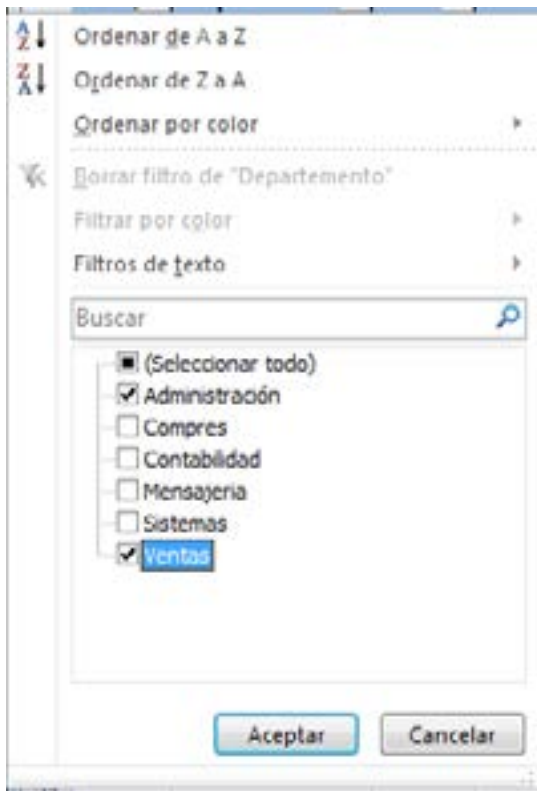 Ordenar de A a Z
Ordenar de Z a A
Ordenar por color
Borrar filtro de "Departemento"
Filtrar por color
Filtros de texto
Buscar
(Seleccionar todo)
Administración
Compres
Contabilidad
Mensajeria
Sistemas
Ventas
Aceptar Cancelar